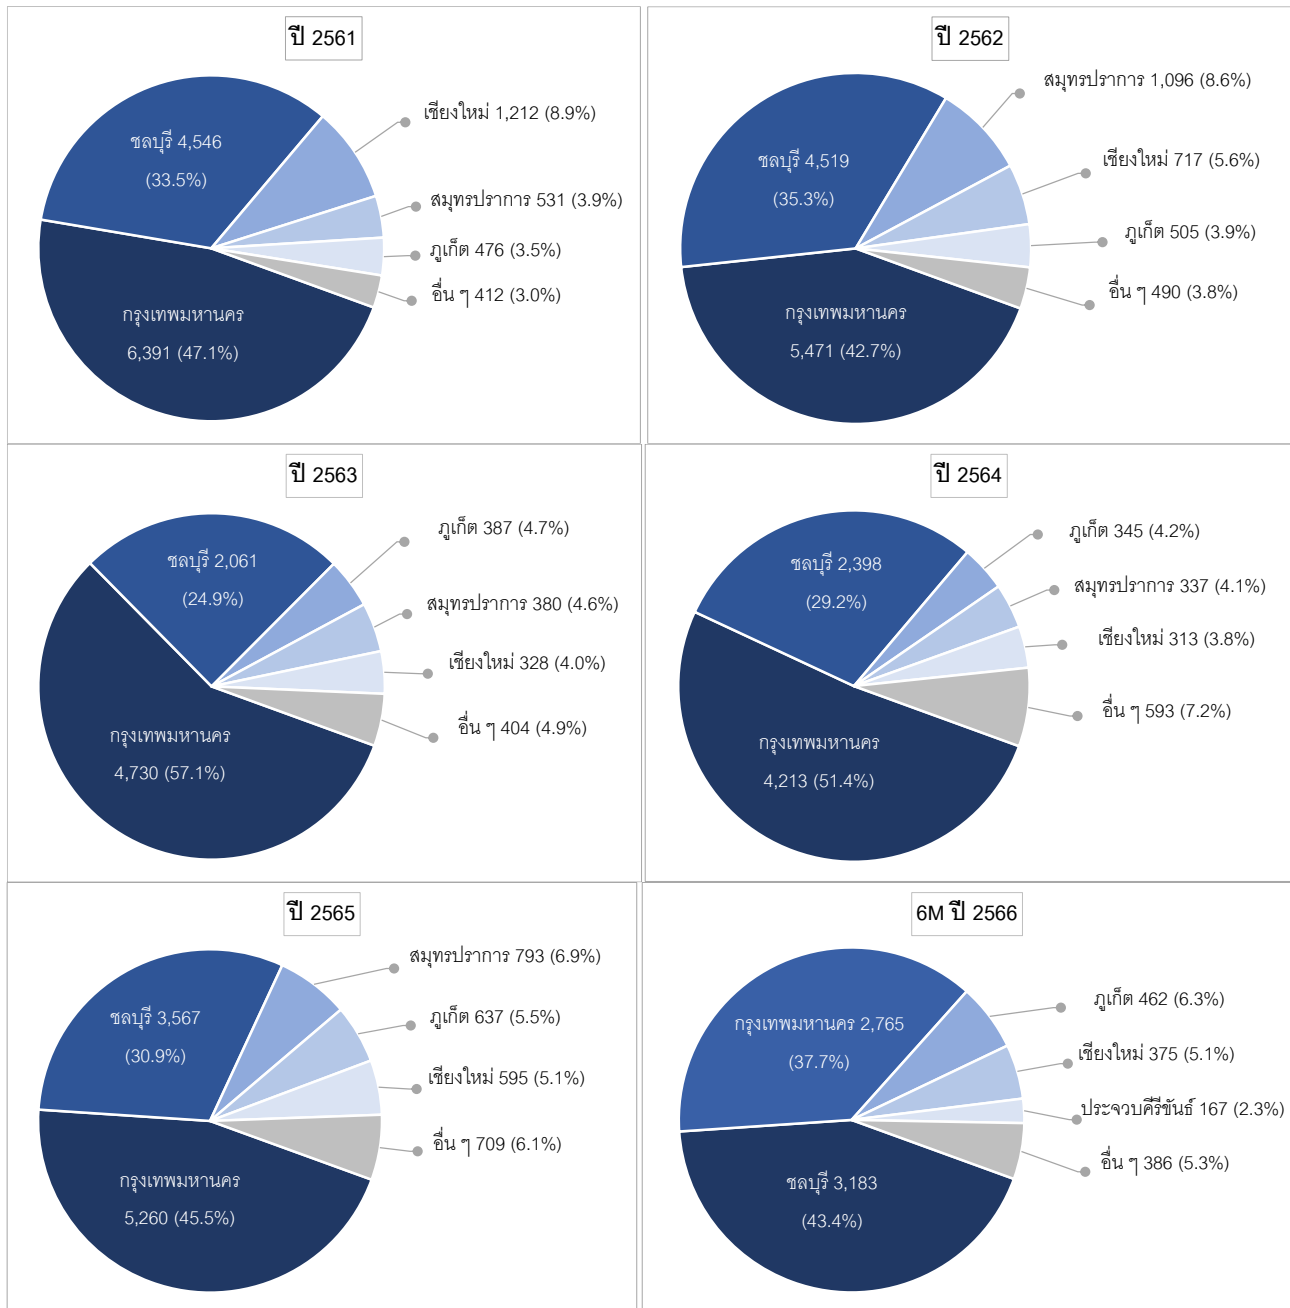 ปี 2561
เชียงใหม่ 1,212 (8.9%)
ชลบุรี 4,546
(33.5%)
สมุทรปราการ 531 (3.9%)
ภูเก็ต 476 (3.5%)
อื่น ๆ 412 (3.0%)
กรุงเทพมหานคร
6,391 (47.1%)
ปี 2562
สมุทรปราการ 1,096 (8.6%)
ชลบุรี 4,519
(35.3%)
เชียงใหม่ 717 (5.6%)
ภูเก็ต 505 (3.9%)
อื่น ๆ 490 (3.8%)
กรุงเทพมหานคร
5,471 (42.7%)
ปี 2563
ภูเก็ต 387 (4.7%)
ชลบุรี 2,061
(24.9%)
สมุทรปราการ 380 (4.6%)
เชียงใหม่ 328 (4.0%)
อื่น ๆ 404 (4.9%)
กรุงเทพมหานคร
4,730 (57.1%)
ปี 2564
ภูเก็ต 345 (4.2%)
ชลบุรี 2,398
(29.2%)
สมุทรปราการ 337 (4.1%)
เชียงใหม่ 313 (3.8%)
อื่น ๆ 593 (7.2%)
กรุงเทพมหานคร
4,213 (51.4%)
ปี 2565
สมุทรปราการ 793 (6.9%)
ชลบุรี 3,567
(30.9%)
ภูเก็ต 637 (5.5%)
เชียงใหม่ 595 (5.1%)
อื่น ๆ 709 (6.1%)
กรุงเทพมหานคร
5,260 (45.5%)
6M ปี 2566
ภูเก็ต 462 (6.3%)
กรุงเทพมหานคร 2,765
(37.7%)
เชียงใหม่ 375 (5.1%)
ประจวบคีรีขันธ์ 167 (2.3%)
อื่น ๆ 386 (5.3%)
ชลบุรี 3,183
(43.4%)